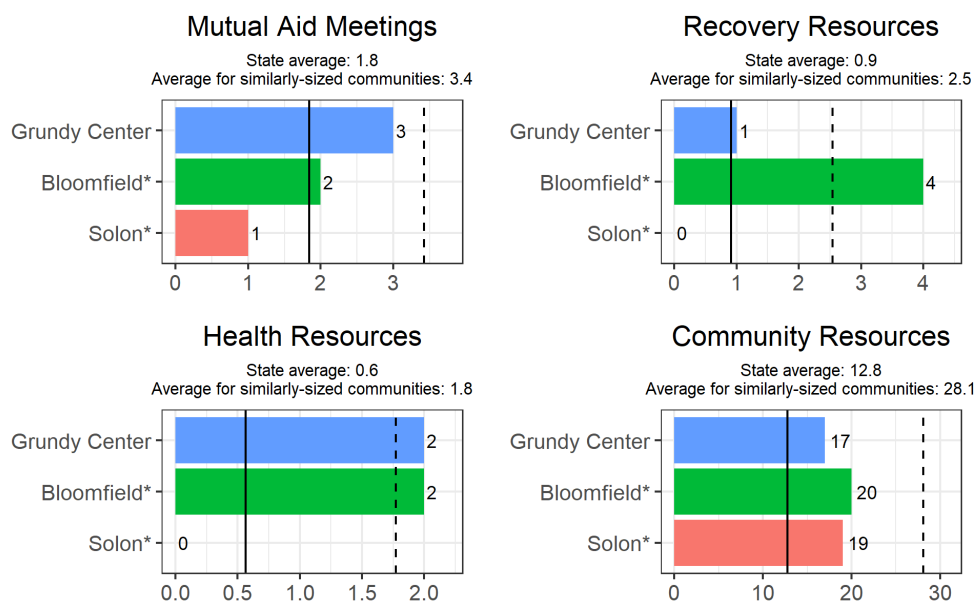 Mutual Aid Meetings
State average: 1.8
Average for similarly-sized communities: 3.4
Grundy Center
3
Bloomfield*
2
Solon*
1
0 1 2 3
Recovery Resources
State average: 0.9
Average for similarly-sized communities: 2.5
Grundy Center
1
Bloomfield*
4
Solon*
0
0 1 2 3 4
Health Resources
State average: 0.6
Average for similarly-sized communities: 1.8
Grundy Center
2
Bloomfield*
2
Solon*
0
0.0 0.5 1.0 1.5 2.0
Community Resources
State average: 12.8
Average for similarly-sized communities: 28.1
Grundy Center
17
Bloomfield*
20
Solon*
19
0 10 20 30